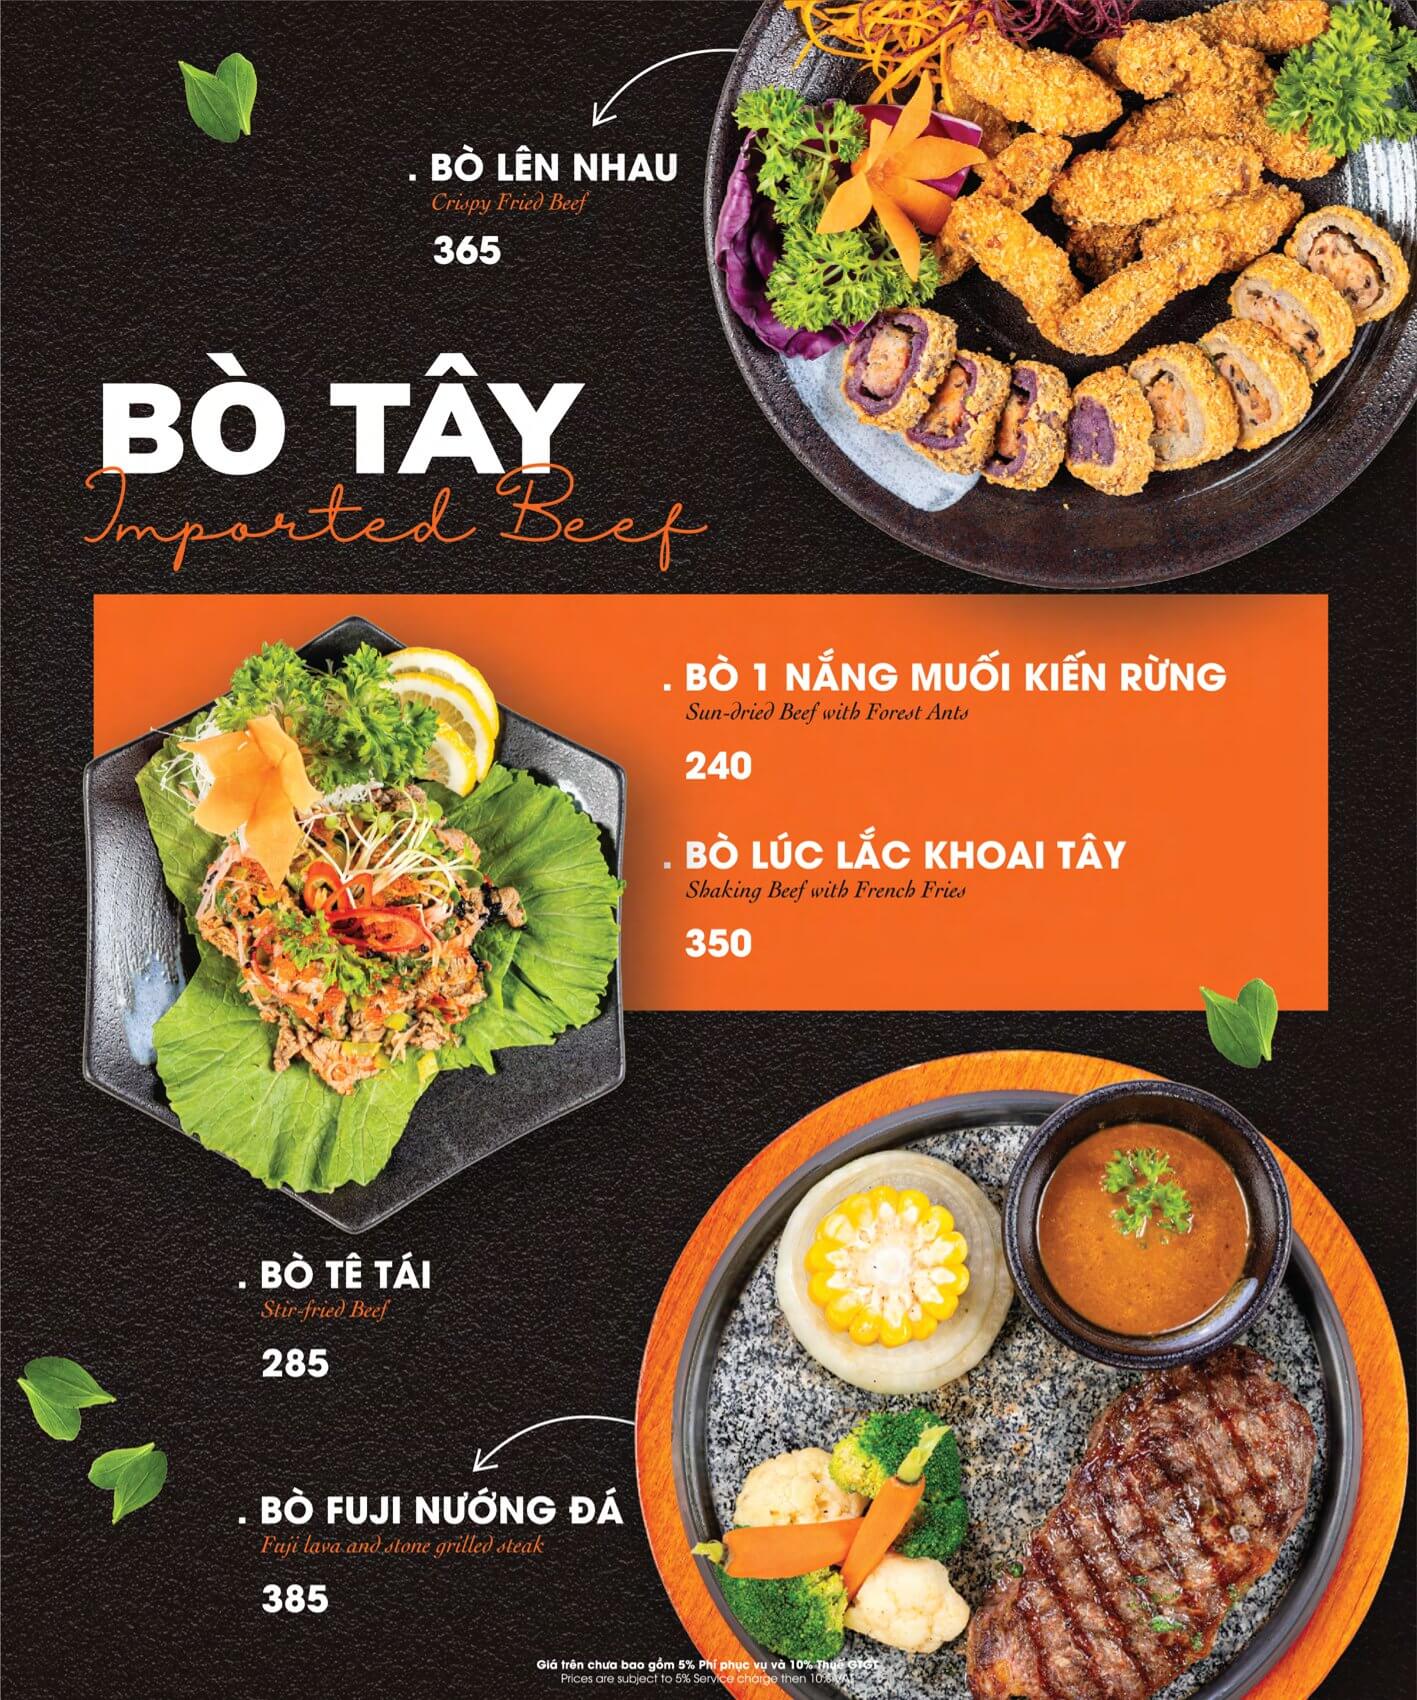 . BÒ LÊN NHAU
Crispy Fried Beef
365
BÒ TÂY
Imported Beef
. BÒ 1 NẮNG MUỐI KIẾN RỪNG
Sun-dried Beef with Forest Ants
240
. BÒ LÚC LẮC KHOAI TÂY
Shaking Beef with French Fries
350
. BÒ TÊ TÁI
Stir-fried Beef
285
. BÒ FUJI NƯỚNG ĐÁ
Fuji lava and stone grilled steak
385
Giá trên chưa bao gồm 5% Phí phục vụ và 10% Thuế GTGT
Prices are subject to 5% Service charge then 10% VAT